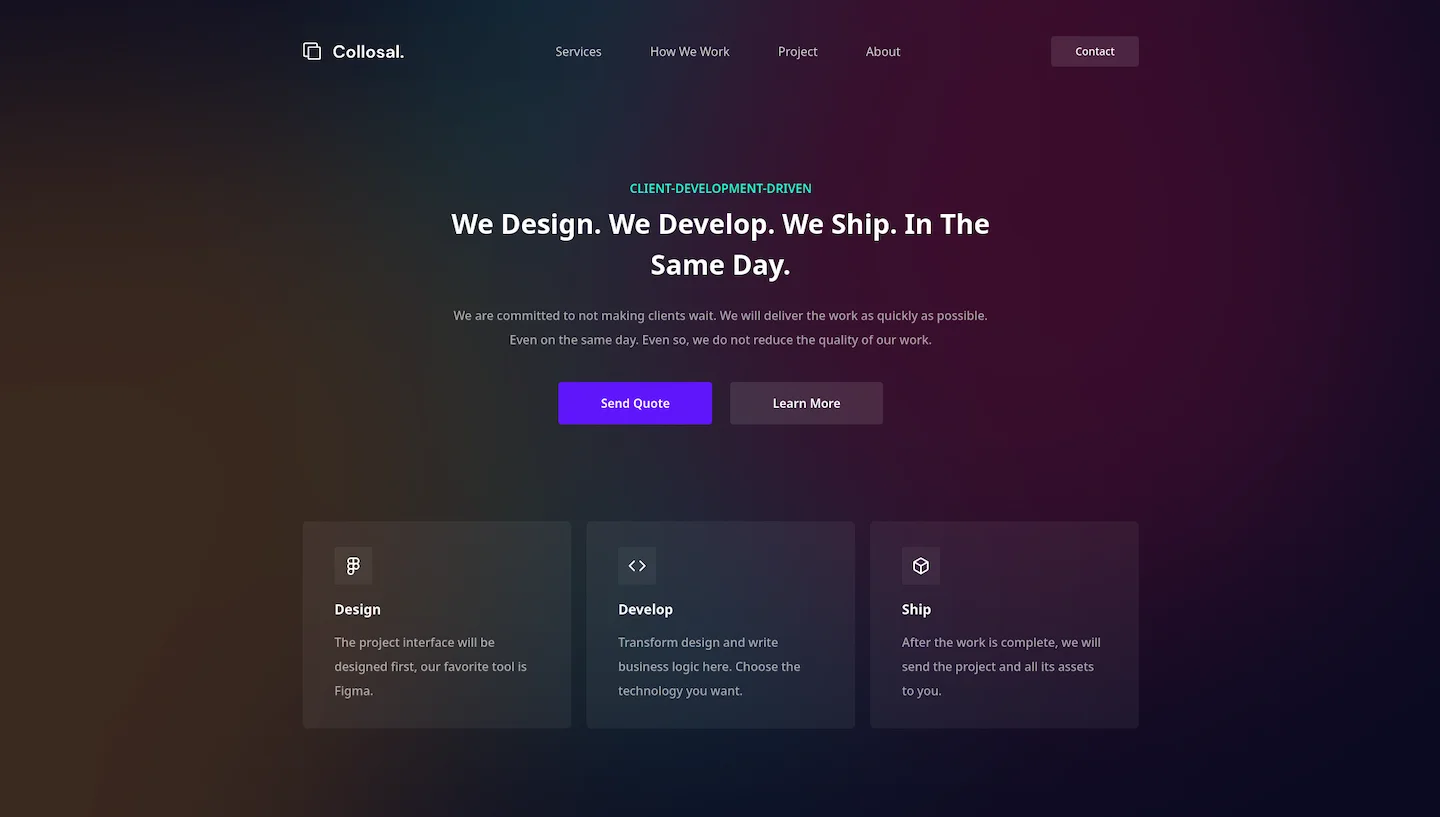 Collosal.
Services
How We Work
Project
About
Contact
CLIENT-DEVELOPMENT-DRIVEN
We Design. We Develop. We Ship. In The
Same Day.
We are committed to not making clients wait. We will deliver the work as quickly as possible.
Even on the same day. Even so, we do not reduce the quality of our work.
Send Quote
Learn More
Design
The project interface will be
designed first, our favorite tool is
Figma.
Develop
Transform design and write
business logic here. Choose the
technology you want.
Ship
After the work is complete, we will
send the project and all its assets
to you.